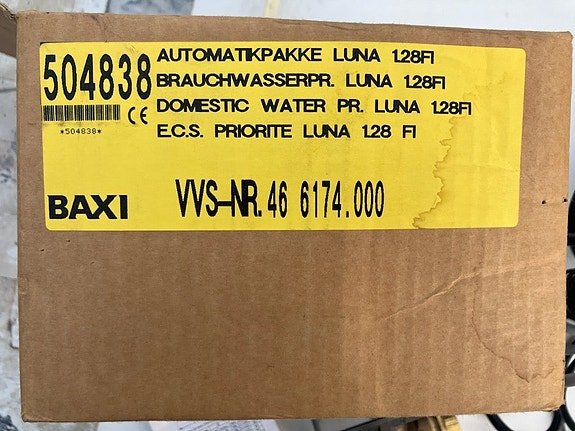 504838
AUTOMATIKPAKKE LUNA 1.28FI
BRAUCHWASSERPR. LUNA 1.28FI
DOMESTIC WATER PR. LUNA 1.28FI
E.C.S. PRIORITE LUNA 1.28 FI
*504838*
CE
BAXI
VVS-NR. 46 6174.000